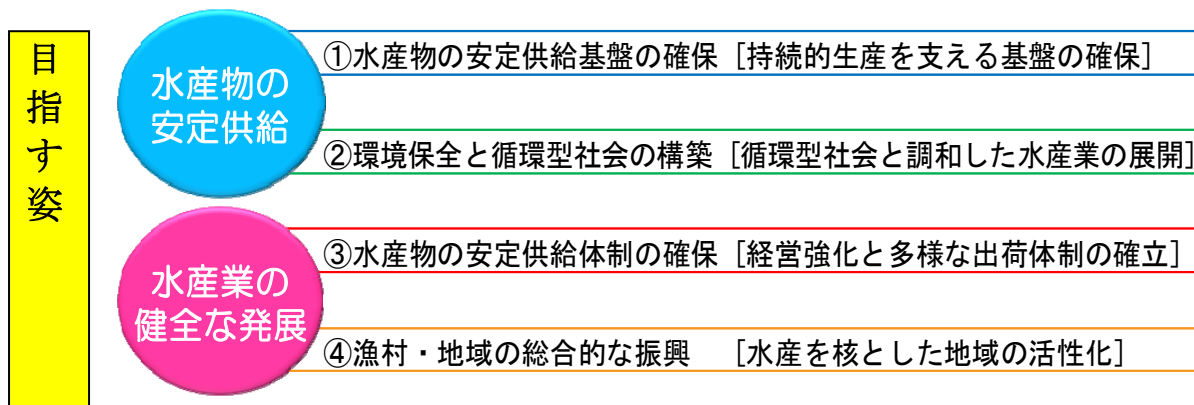 目指す姿
水産物の
安定供給
①水産物の安定供給基盤の確保［持続的生産を支える基盤の確保］
②環境保全と循環型社会の構築［循環型社会と調和した水産業の展開］
水産業の
健全な発展
③水産物の安定供給体制の確保［経営強化と多様な出荷体制の確立］
④漁村・地域の総合的な振興　［水産を核とした地域の活性化］